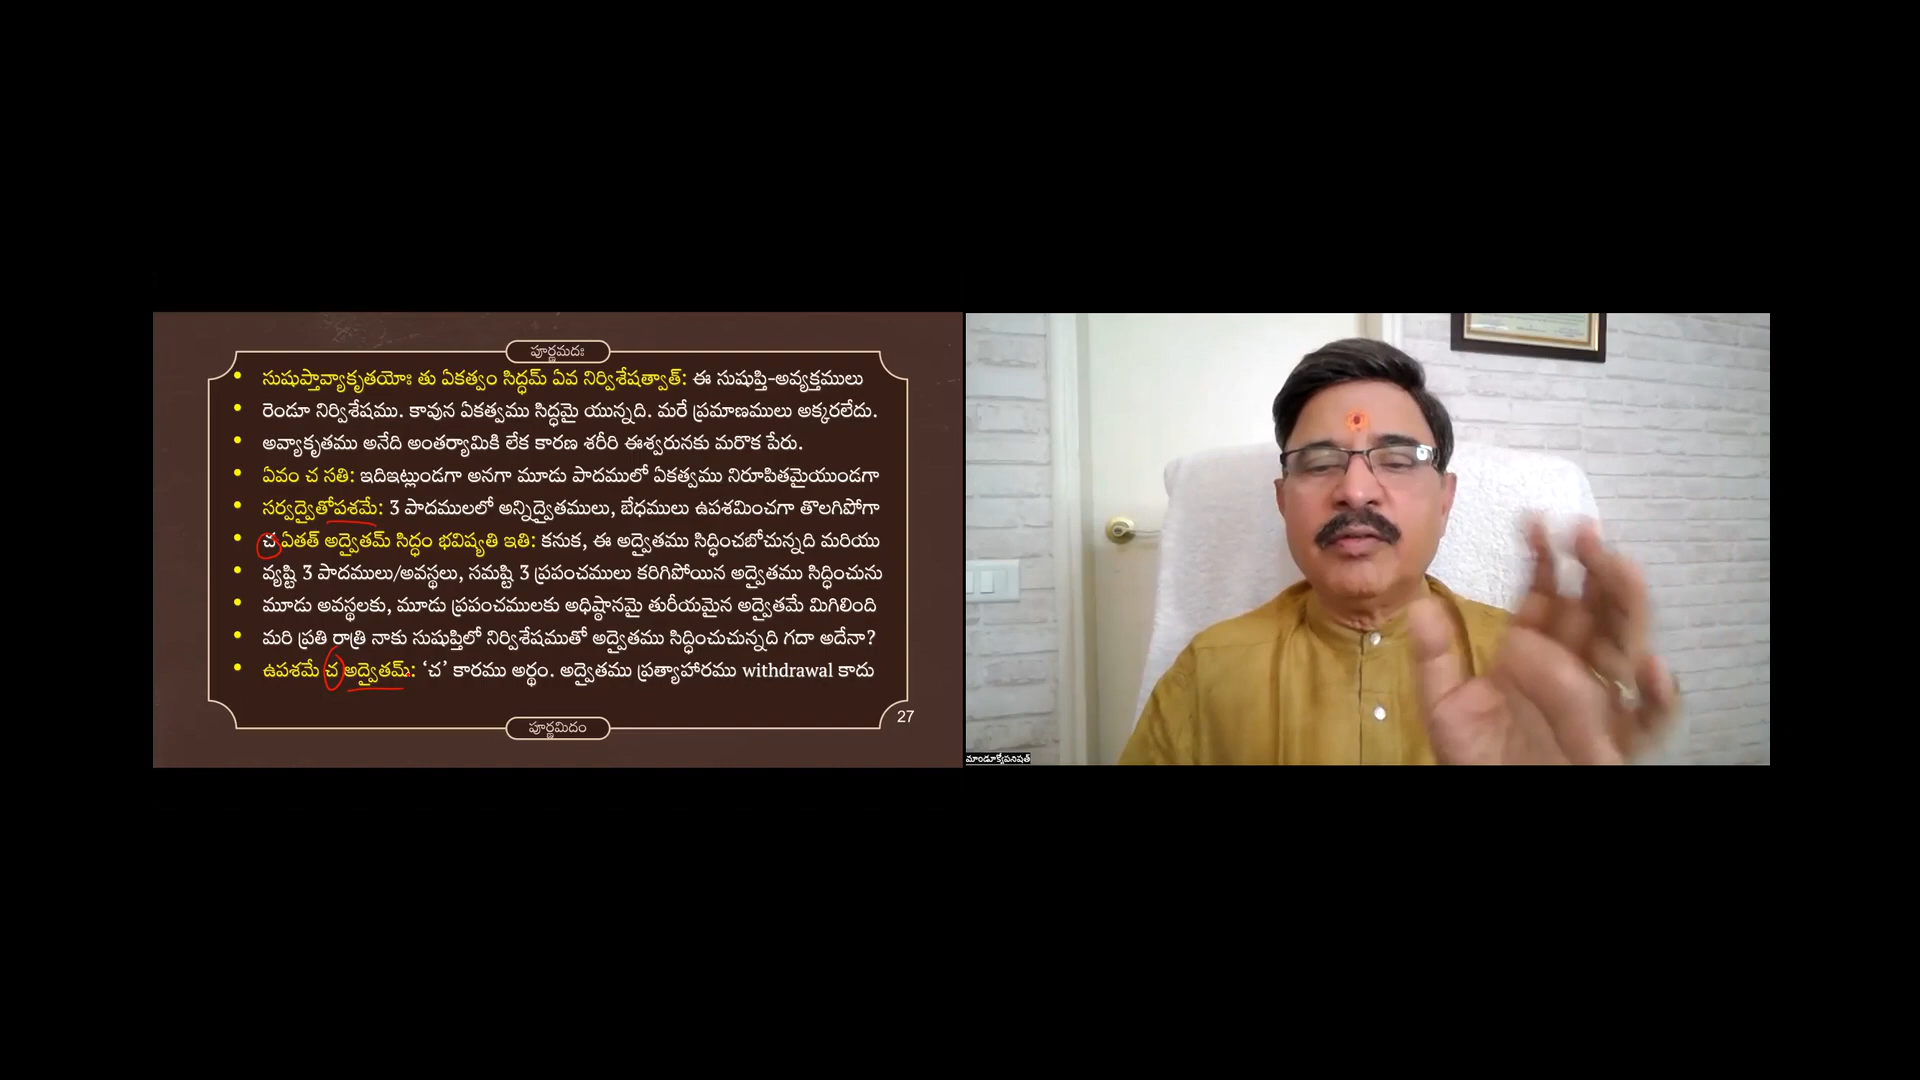 పూర్ణమదః
• సుషుప్తావ్యాకృతయోః తు ఏకత్వం సిద్ధమ్ ఏవ నిర్విశేషత్వాత్: ఈ సుషుప్తి-అవ్యక్తములు
• రెండూ నిర్విశేషము. కావున ఏకత్వము సిద్ధమై యున్నది. మరే ప్రమాణములు అక్కరలేదు.
• అవ్యాకృతము అనేది అంతర్యామికి లేక కారణ శరీరి ఈశ్వరునకు మరొక పేరు.
• ఏవం చ సతి: ఇదిఇట్లుండగా అనగా మూడు పాదములో ఏకత్వము నిరూపితమైయుండగా
• సర్వద్వైతోపశమే: 3 పాదములలో అన్నిద్వైతములు, బేధములు ఉపశమించగా తొలగిపోగా
• చ ఏతత్ అద్వైతమ్ సిద్ధం భవిష్యతి ఇతి: కనుక, ఈ అద్వైతము సిద్ధించబోచున్నది మరియు
• వ్యష్టి 3 పాదములు/అవస్థలు, సమష్టి 3 ప్రపంచములు కరిగిపోయిన అద్వైతము సిద్ధించును
• మూడు అవస్థలకు, మూడు ప్రపంచములకు అధిష్ఠానమై తురీయమైన అద్వైతమే మిగిలింది
• మరి ప్రతి రాత్రి నాకు సుషుప్తిలో నిర్విశేషముతో అద్వైతము సిద్ధించుచున్నది గదా అదేనా?
• ఉపశమే చ అద్వైతమ్: ‘చ’ కారము అర్థం. అద్వైతము ప్రత్యాహారము withdrawal కాదు
27
పూర్ణమిదం
మాండూక్యోపనిషత్